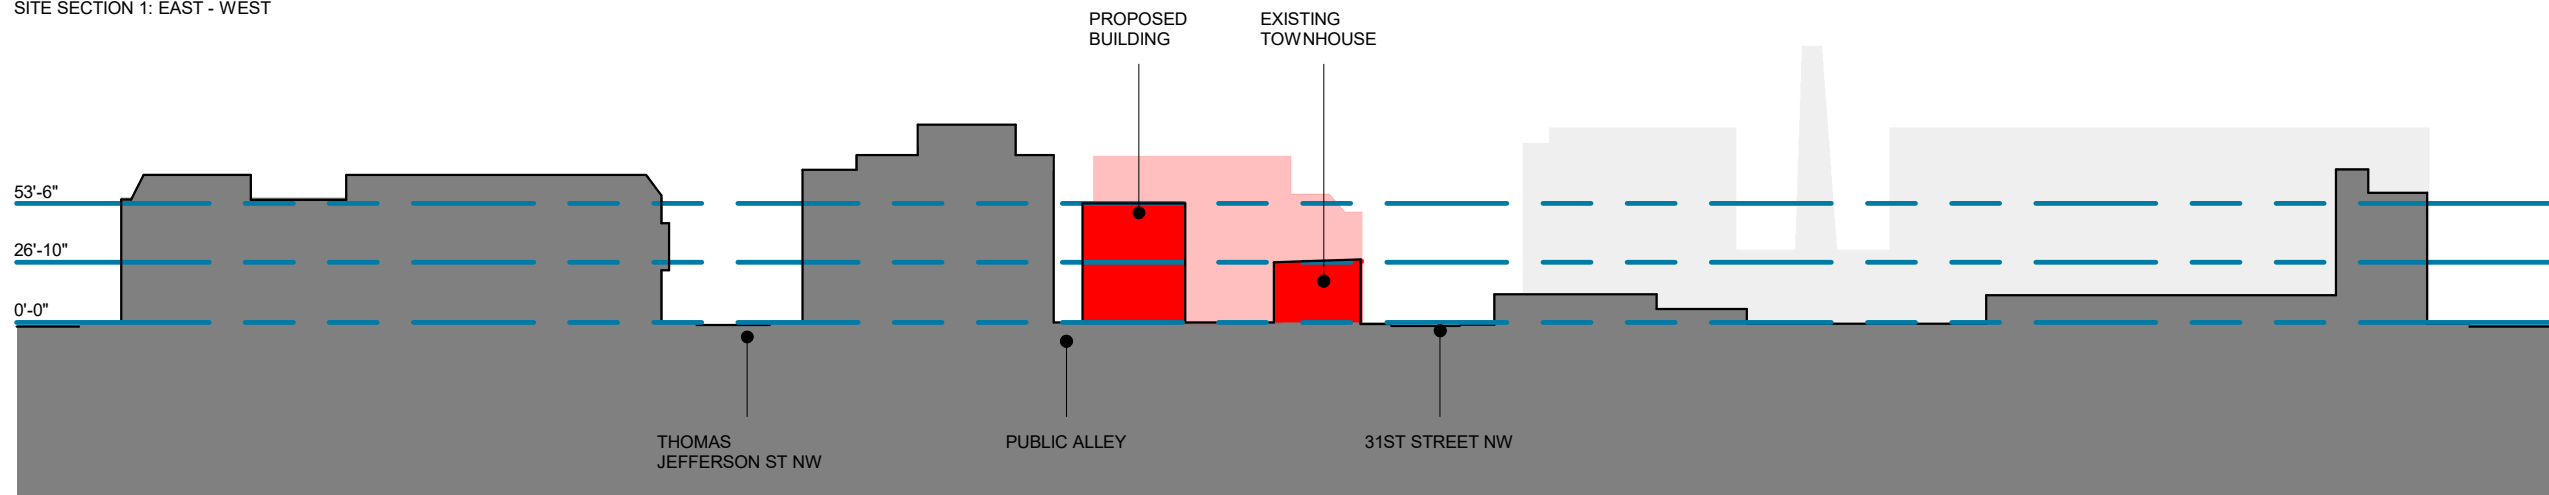 SITE SECTION 1: EAST - WEST
PROPOSED
BUILDING
EXISTING
TOWNHOUSE
53'-6"
26'-10"
0'-0"
THOMAS
JEFFERSON ST NW
PUBLIC ALLEY
31ST STREET NW